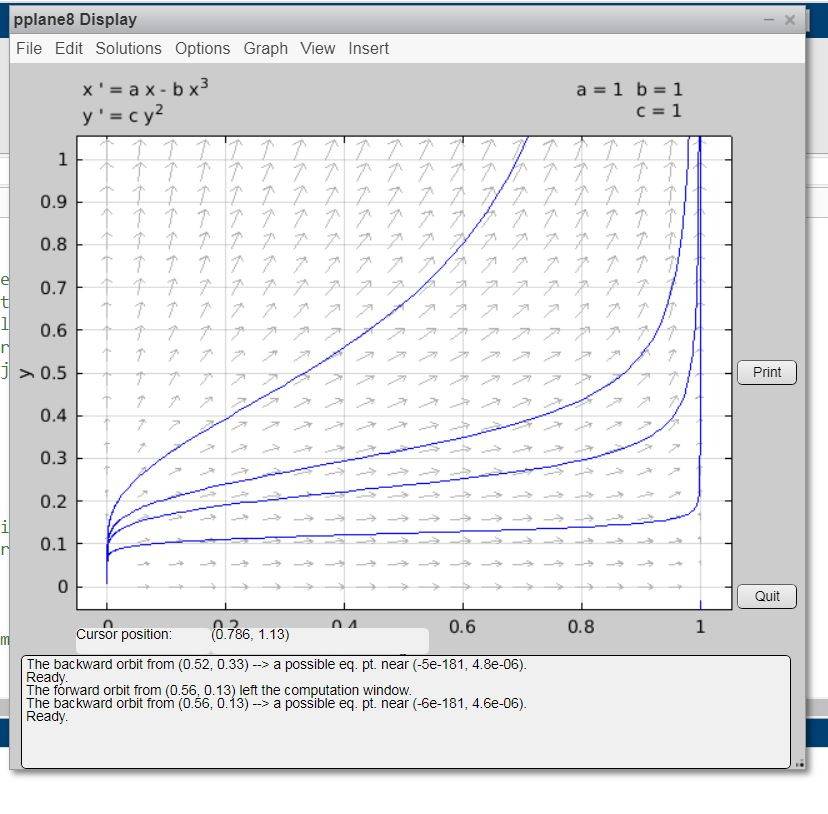 pplane8 Display
File Edit Solutions Options Graph View Insert
x ' = a x - b x³
a = 1 b = 1
y ' = c y²
c = 1
1
0.9
0.8
0.7
0.6
0.5
0.4
0.3
0.2
0.1
0
y
Print
Quit
0 0.2 0.4 0.6 0.8 1
Cursor position: (0.786, 1.13)
The backward orbit from (0.52, 0.33) --> a possible eq. pt. near (-5e-181, 4.8e-06).
Ready.
The forward orbit from (0.56, 0.13) left the computation window.
The backward orbit from (0.56, 0.13) --> a possible eq. pt. near (-6e-181, 4.6e-06).
Ready.